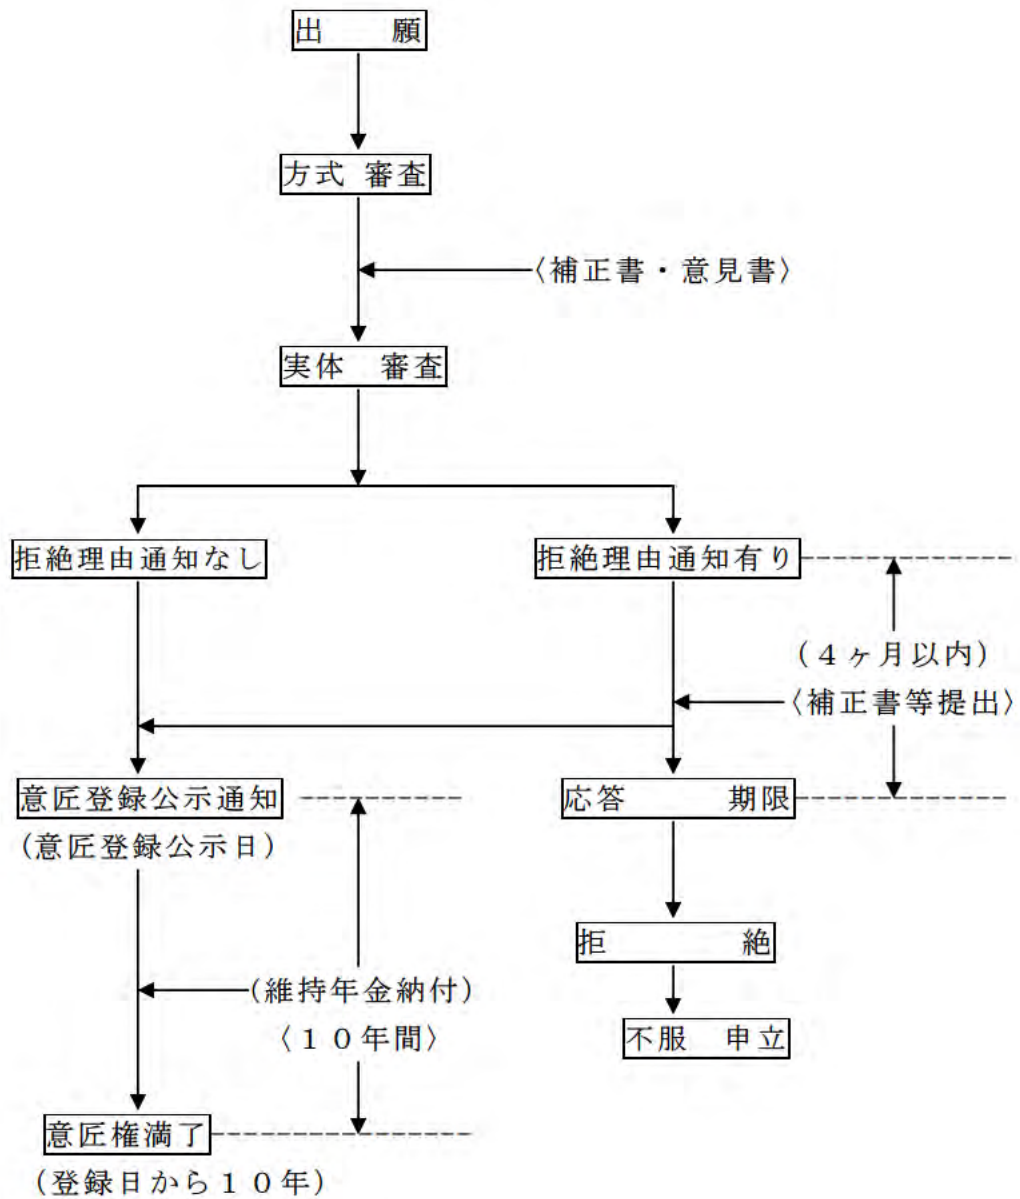 出　　願
方式 審査
〈補正書・意見書〉
実体　審査
拒絶理由通知なし
拒絶理由通知有り
(４ヶ月以内)
〈補正書等提出〉
意匠登録公示通知
(意匠登録公示日)
応答　　期限
拒　　　　絶
(維持年金納付)
〈１０年間〉
不服　申立
意匠権満了
(登録日から１０年)